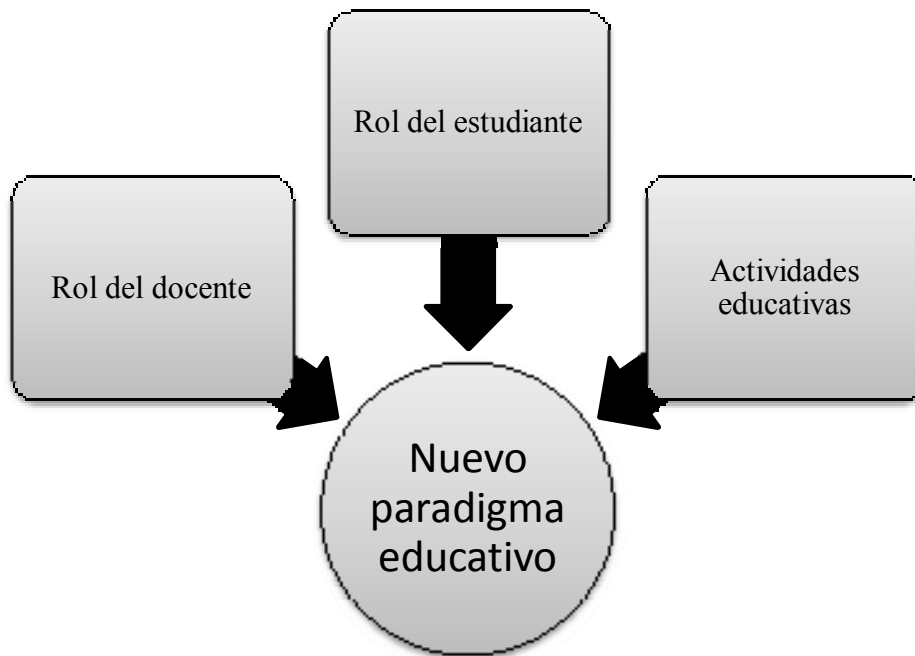 Rol del estudiante
Rol del docente
Actividades
educativas
Nuevo
paradigma
educativo